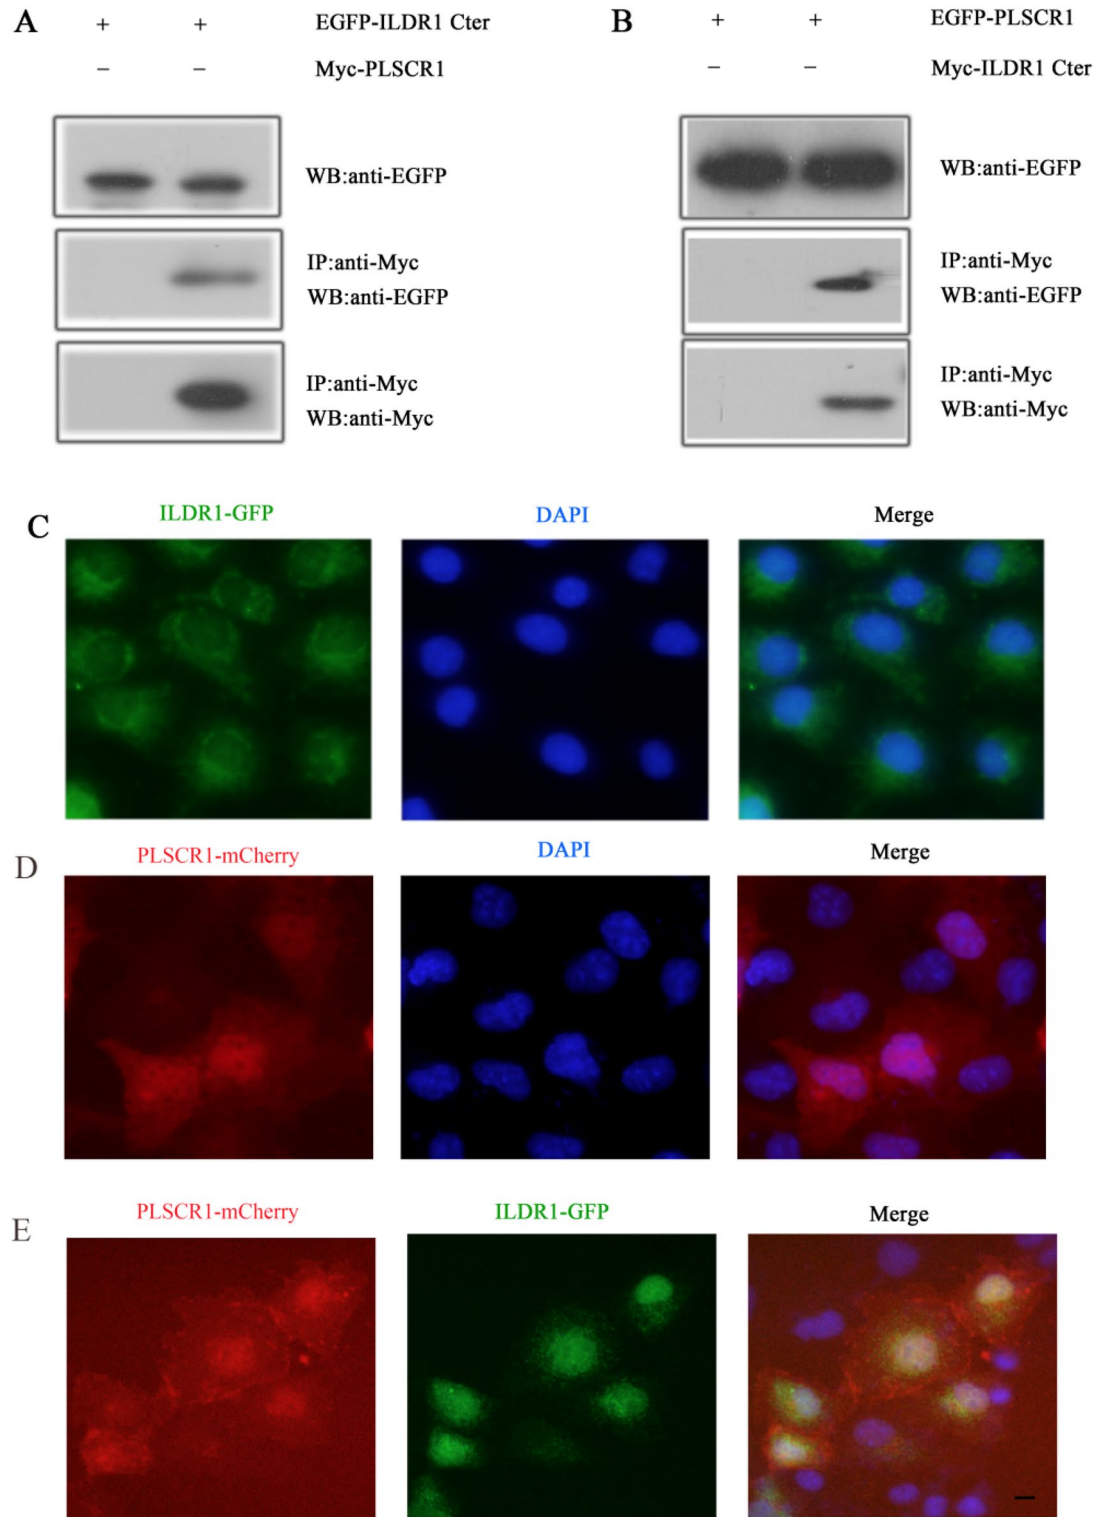 A + + EGFP-ILDR1 Cter
− − Myc-PLSCR1
WB:anti-EGFP
IP:anti-Myc
WB:anti-EGFP
IP:anti-Myc
WB:anti-Myc
B + + EGFP-PLSCR1
− − Myc-ILDR1 Cter
WB:anti-EGFP
IP:anti-Myc
WB:anti-EGFP
IP:anti-Myc
WB:anti-Myc
C ILDR1-GFP DAPI Merge
D PLSCR1-mCherry DAPI Merge
E PLSCR1-mCherry ILDR1-GFP Merge